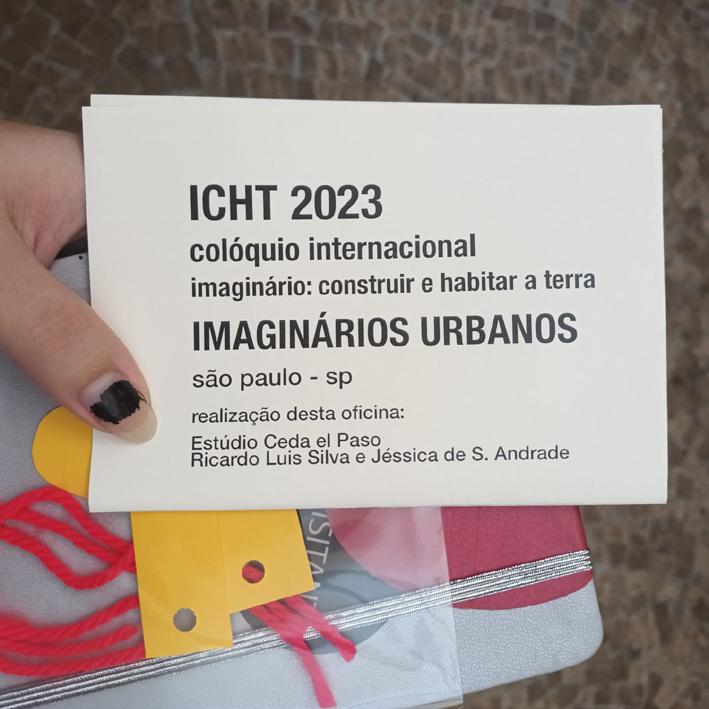 ICHT 2023
colóquio internacional
imaginário: construir e habitar a terra
IMAGINÁRIOS URBANOS
são paulo - sp
realização desta oficina:
Estúdio Ceda el Paso
Ricardo Luis Silva e Jéssica de S. Andrade